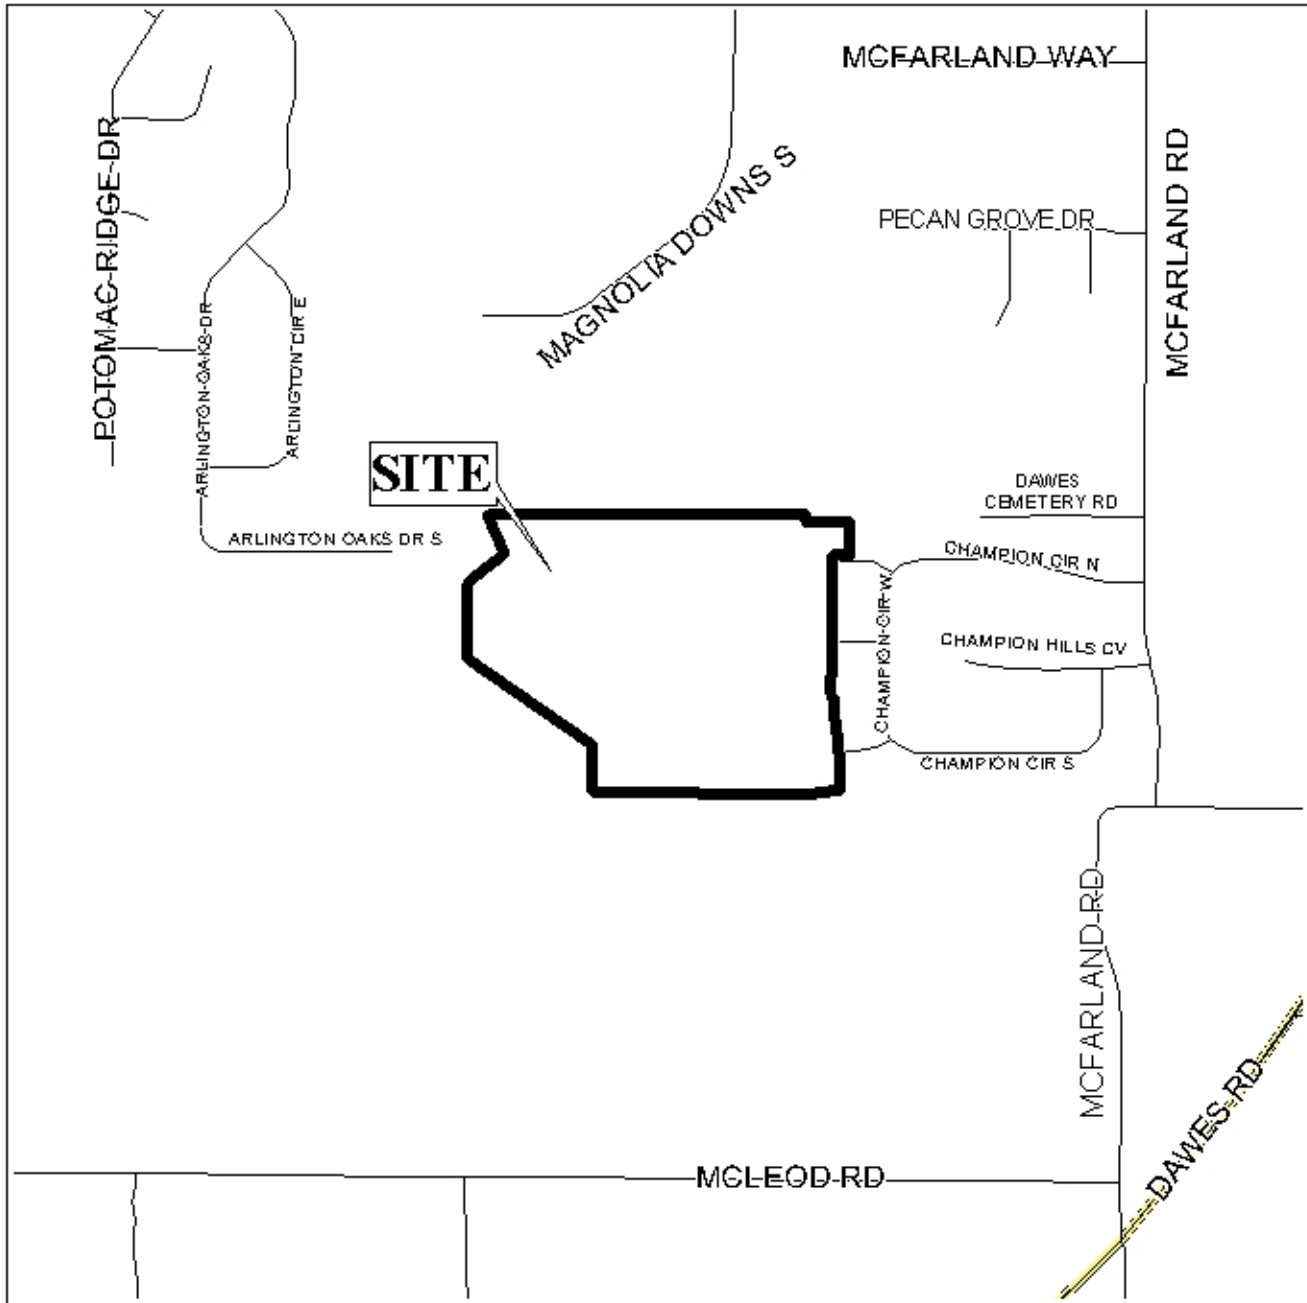 MCFARLAND WAY
MCFARLAND RD
POTOMAC RIDGE DR
MAGNOLIA DOWNS S
PECAN GROVE DR
ARLINGTON OAKS DR
ARLINGTON CIR E
SITE
DAWES
CEMETERY RD
ARLINGTON OAKS DR S
CHAMPION CIR N
CHAMPION CIR W
CHAMPION HILLS CV
CHAMPION CIR S
MCFARLAND RD
DAWES RD
MCLEOD RD